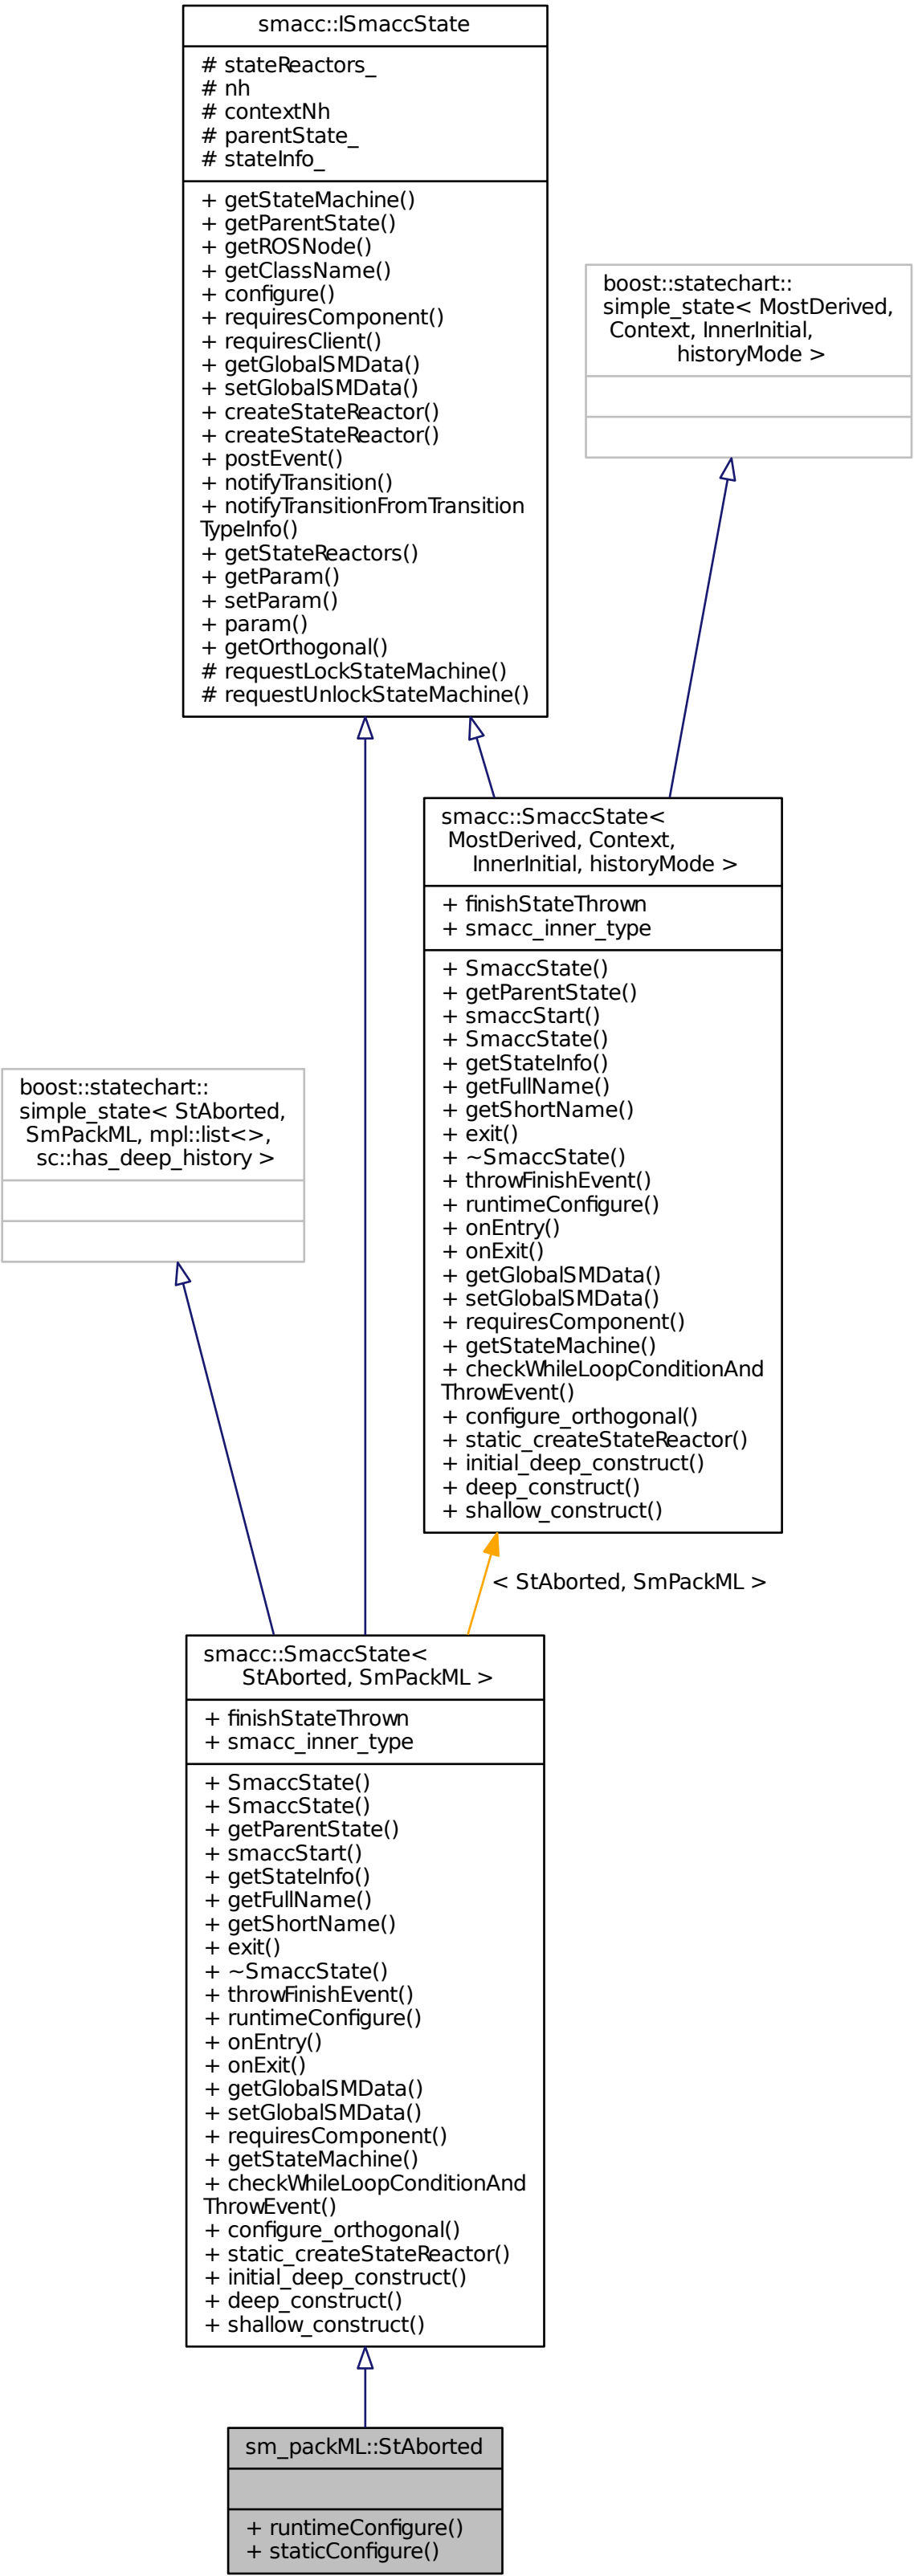 smacc::ISmaccState
# stateReactors_
# nh
# contextNh
# parentState_
# stateInfo_
+ getStateMachine()
+ getParentState()
+ getROSNode()
+ getClassName()
+ configure()
+ requiresComponent()
+ requiresClient()
+ getGlobalSMData()
+ setGlobalSMData()
+ createStateReactor()
+ createStateReactor()
+ postEvent()
+ notifyTransition()
+ notifyTransitionFromTransition
TypeInfo()
+ getStateReactors()
+ getParam()
+ setParam()
+ param()
+ getOrthogonal()
# requestLockStateMachine()
# requestUnlockStateMachine()
boost::statechart::
simple_state< MostDerived,
Context, InnerInitial,
historyMode >
smacc::SmaccState<
MostDerived, Context,
InnerInitial, historyMode >
+ finishStateThrown
+ smacc_inner_type
+ SmaccState()
+ getParentState()
+ smaccStart()
+ SmaccState()
+ getStateInfo()
+ getFullName()
+ getShortName()
+ exit()
+ ~SmaccState()
+ throwFinishEvent()
+ runtimeConfigure()
+ onEntry()
+ onExit()
+ getGlobalSMData()
+ setGlobalSMData()
+ requiresComponent()
+ getStateMachine()
+ checkWhileLoopConditionAnd
ThrowEvent()
+ configure_orthogonal()
+ static_createStateReactor()
+ initial_deep_construct()
+ deep_construct()
+ shallow_construct()
boost::statechart::
simple_state< StAborted,
SmPackML, mpl::list<>,
sc::has_deep_history >
< StAborted, SmPackML >
smacc::SmaccState<
StAborted, SmPackML >
+ finishStateThrown
+ smacc_inner_type
+ SmaccState()
+ SmaccState()
+ getParentState()
+ smaccStart()
+ getStateInfo()
+ getFullName()
+ getShortName()
+ exit()
+ ~SmaccState()
+ throwFinishEvent()
+ runtimeConfigure()
+ onEntry()
+ onExit()
+ getGlobalSMData()
+ setGlobalSMData()
+ requiresComponent()
+ getStateMachine()
+ checkWhileLoopConditionAnd
ThrowEvent()
+ configure_orthogonal()
+ static_createStateReactor()
+ initial_deep_construct()
+ deep_construct()
+ shallow_construct()
sm_packML::StAborted
+ runtimeConfigure()
+ staticConfigure()